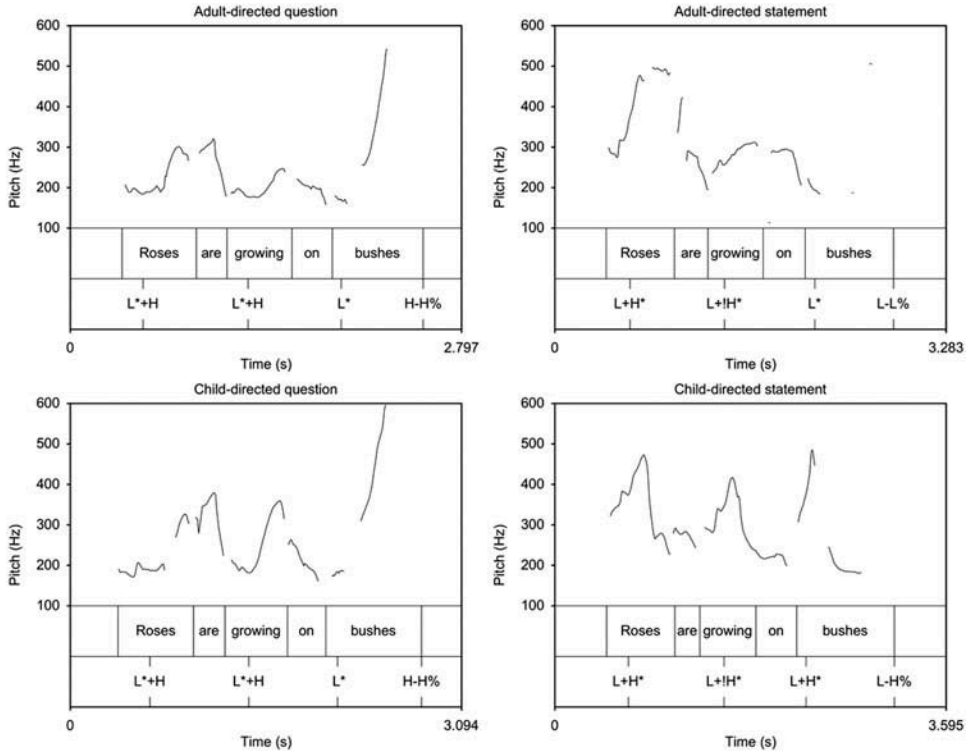 Adult-directed question
600
500
400
300
200
100
Pitch (Hz)
Roses are growing on bushes
L*+H L*+H L* H-H%
0 2.797
Time (s)
Adult-directed statement
600
500
400
300
200
100
Pitch (Hz)
Roses are growing on bushes
L+H* L+!H* L* L-L%
0 3.283
Time (s)
Child-directed question
600
500
400
300
200
100
Pitch (Hz)
Roses are growing on bushes
L*+H L*+H L* H-H%
0 3.094
Time (s)
Child-directed statement
600
500
400
300
200
100
Pitch (Hz)
Roses are growing on bushes
L+H* L+!H* L+H* L-H%
0 3.595
Time (s)